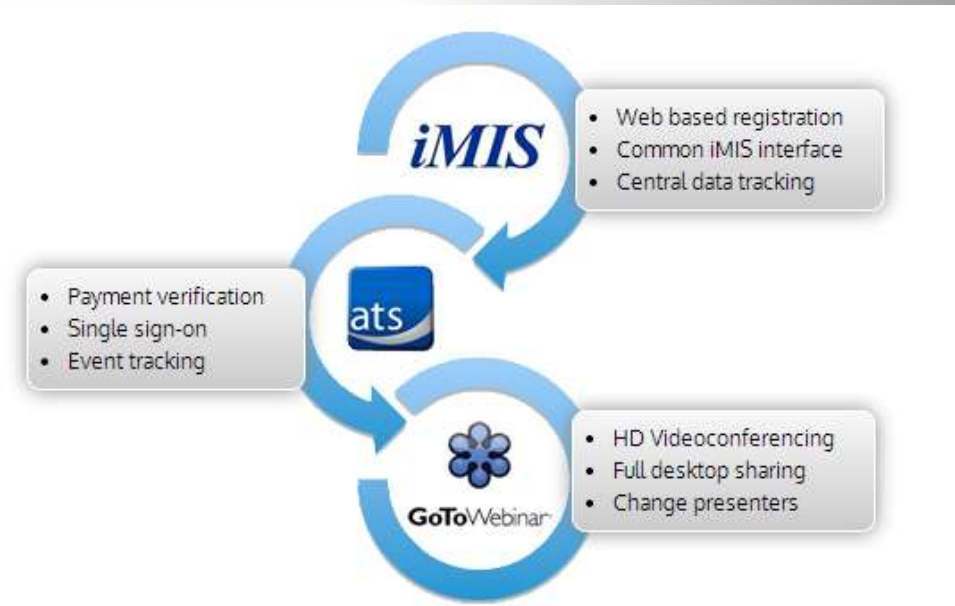 iMIS
• Web based registration
• Common iMIS interface
• Central data tracking
ats
• Payment verification
• Single sign-on
• Event tracking
GoToWebinar
• HD Videoconferencing
• Full desktop sharing
• Change presenters